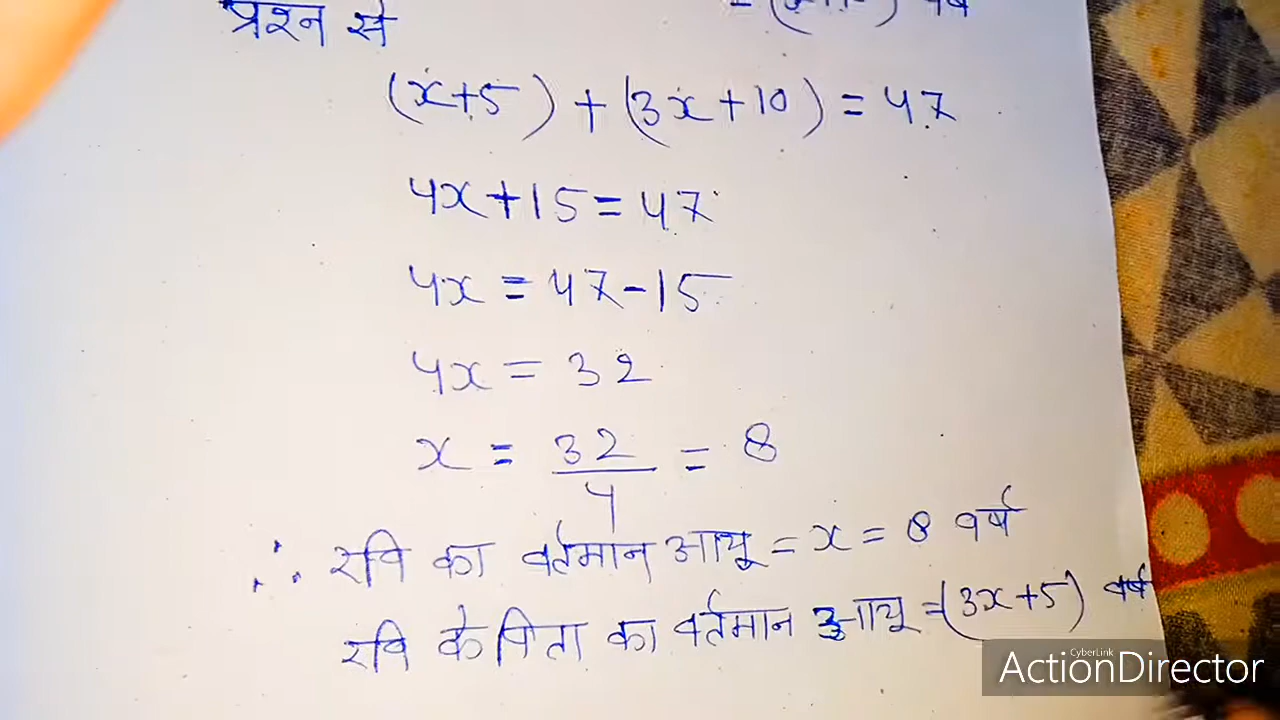 प्रश्न से
वर्ष
(x+5) + (3x+10) = 47
4x+15 = 47
4x = 47-15
4x = 32
x = 32/4 = 8
∴ रवि का वर्तमान आयू = x = 8 वर्ष
रवि के पिता का वर्तमान आयू = (3x+5) वर्ष
CyberLink
ActionDirector